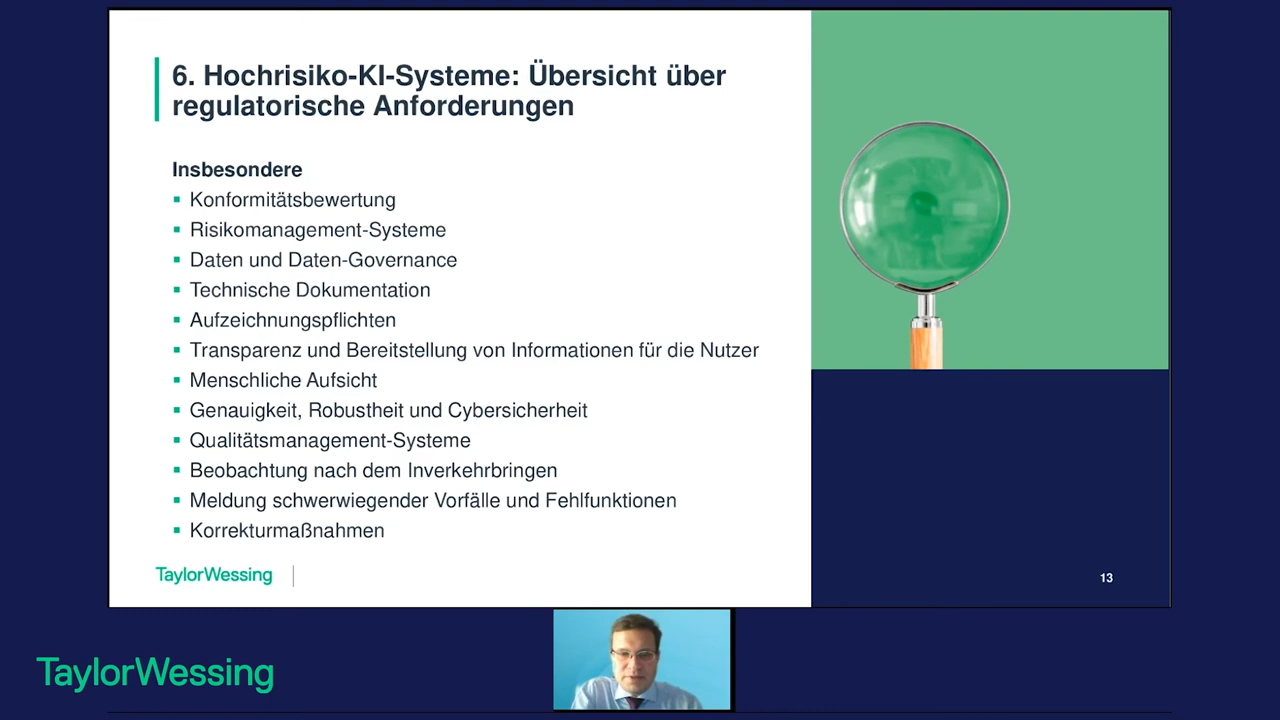 6. Hochrisiko-KI-Systeme: Übersicht über
regulatorische Anforderungen
Insbesondere
Konformitätsbewertung
Risikomanagement-Systeme
Daten und Daten-Governance
Technische Dokumentation
Aufzeichnungspflichten
Transparenz und Bereitstellung von Informationen für die Nutzer
Menschliche Aufsicht
Genauigkeit, Robustheit und Cybersicherheit
Qualitätsmanagement-Systeme
Beobachtung nach dem Inverkehrbringen
Meldung schwerwiegender Vorfälle und Fehlfunktionen
Korrekturmaßnahmen
TaylorWessing
13
TaylorWessing